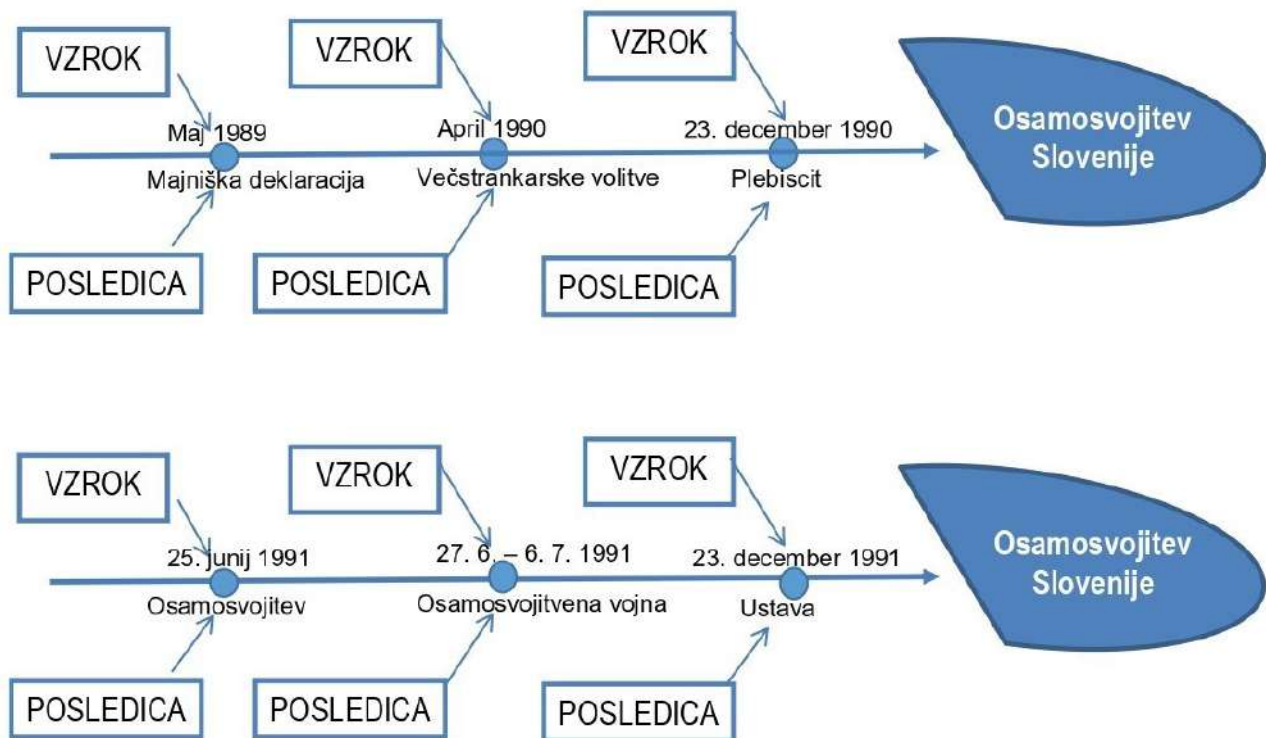 VZROK
VZROK
VZROK
Maj 1989
April 1990
23. december 1990
Majniška deklaracija
Večstrankarske volitve
Plebiscit
Osamosvojitev
Slovenije
POSLEDICA
POSLEDICA
POSLEDICA
VZROK
VZROK
VZROK
25. junij 1991
27. 6. – 6. 7. 1991
23. december 1991
Osamosvojitev
Osamosvojitvena vojna
Ustava
Osamosvojitev
Slovenije
POSLEDICA
POSLEDICA
POSLEDICA